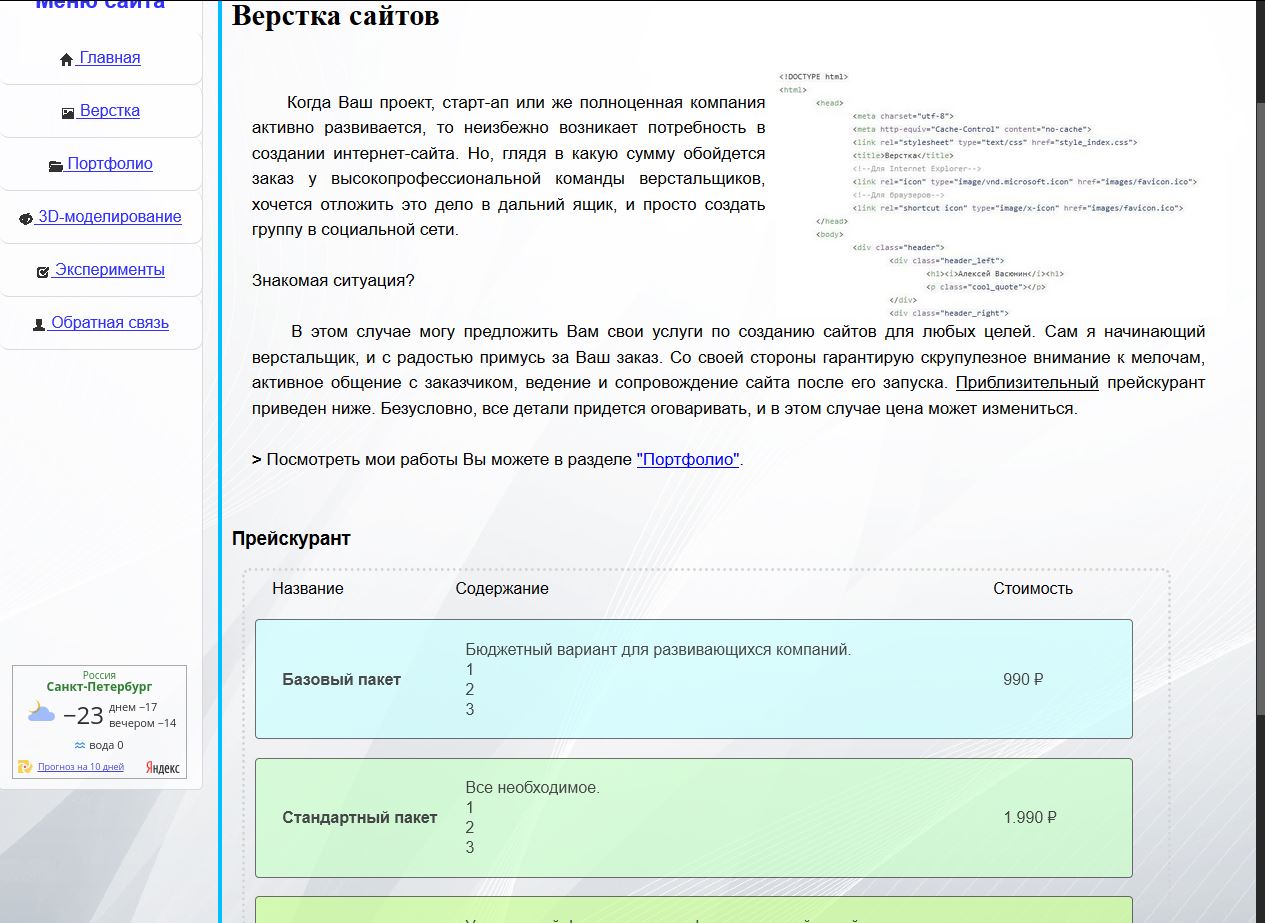 Меню сайта
Главная
Верстка
Портфолио
3D-моделирование
Эксперименты
Обратная связь
Россия
Санкт-Петербург
−23
днем −17
вечером −14
вода 0
Прогноз на 10 дней
Яндекс
Верстка сайтов
Когда Ваш проект, старт-ап или же полноценная компания
активно развивается, то неизбежно возникает потребность в
создании интернет-сайта. Но, глядя в какую сумму обойдется
заказ у высокопрофессиональной команды верстальщиков,
хочется отложить это дело в дальний ящик, и просто создать
группу в социальной сети.
Знакомая ситуация?
<!DOCTYPE html>
<html>
<head>
<meta charset="utf-8">
<meta http-equiv="Cache-Control" content="no-cache">
<link rel="stylesheet" type="text/css" href="style_index.css">
<title>Верстка</title>
<!--Для Internet Explorer-->
<link rel="icon" type="image/vnd.microsoft.icon" href="images/favicon.ico">
<!--Для браузеров-->
<link rel="shortcut icon" type="image/x-icon" href="images/favicon.ico">
</head>
<body>
<div class="header">
<div class="header_left">
<h1><i>Алексей Васюнин</i><h1>
<p class="cool_quote"></p>
</div>
<div class="header_right">
В этом случае могу предложить Вам свои услуги по созданию сайтов для любых целей. Сам я начинающий
верстальщик, и с радостью примусь за Ваш заказ. Со своей стороны гарантирую скрупулезное внимание к мелочам,
активное общение с заказчиком, ведение и сопровождение сайта после его запуска. Приблизительный прейскурант
приведен ниже. Безусловно, все детали придется оговаривать, и в этом случае цена может измениться.
> Посмотреть мои работы Вы можете в разделе "Портфолио".
Прейскурант
Название Содержание Стоимость
Бюджетный вариант для развивающихся компаний.
1
Базовый пакет 990 ₽
2
3
Все необходимое.
1
Стандартный пакет 1.990 ₽
2
3